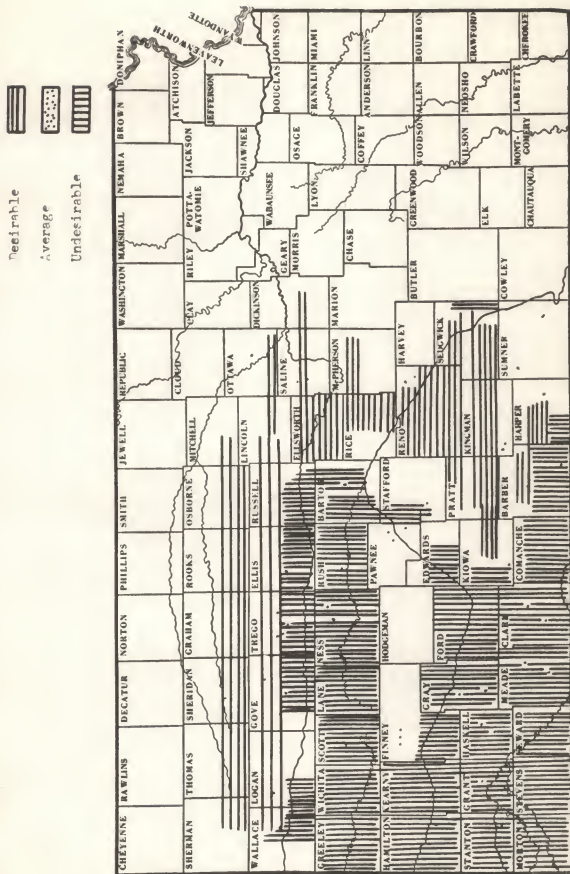 Desirable
Average
Undesirable
CHEYENNE
RAWLINS
DECATUR
NORTON
PHILLIPS
SMITH
JEWELL
REPUBLIC
WASHINGTON
MARSHALL
NEMAHA
BROWN
DONIPHAN
SHERMAN
THOMAS
SHERIDAN
GRAHAM
ROOKS
OSBORNE
MITCHELL
CLOUD
CLAY
RILEY
POTTA-
WATOMIE
JACKSON
ATCHISON
JEFFERSON
LEAVENWORTH
WYANDOTTE
WALLACE
LOGAN
GOVE
TREGO
ELLIS
RUSSELL
LINCOLN
OTTAWA
SALINE
DICKINSON
GEARY
MORRIS
WABAUNSEE
SHAWNEE
OSAGE
DOUGLAS
JOHNSON
GREELEY
WICHITA
SCOTT
LANE
NESS
RUSH
BARTON
ELLSWORTH
RICE
McPHERSON
MARION
CHASE
LYON
COFFEY
FRANKLIN
MIAMI
ANDERSON
LINN
HAMILTON
KEARNY
FINNEY
HODGEMAN
PAWNEE
STAFFORD
RENO
HARVEY
SEDGWICK
BUTLER
GREENWOOD
WOODSON
ALLEN
BOURBON
STANTON
GRANT
HASKELL
GRAY
FORD
EDWARDS
KIOWA
PRATT
KINGMAN
SUMNER
COWLEY
ELK
WILSON
NEOSHO
CRAWFORD
MORTON
STEVENS
SEWARD
MEADE
CLARK
COMANCHE
BARBER
HARPER
CHAUTAUQUA
MONT-
GOMERY
LABETTE
CHEROKEE